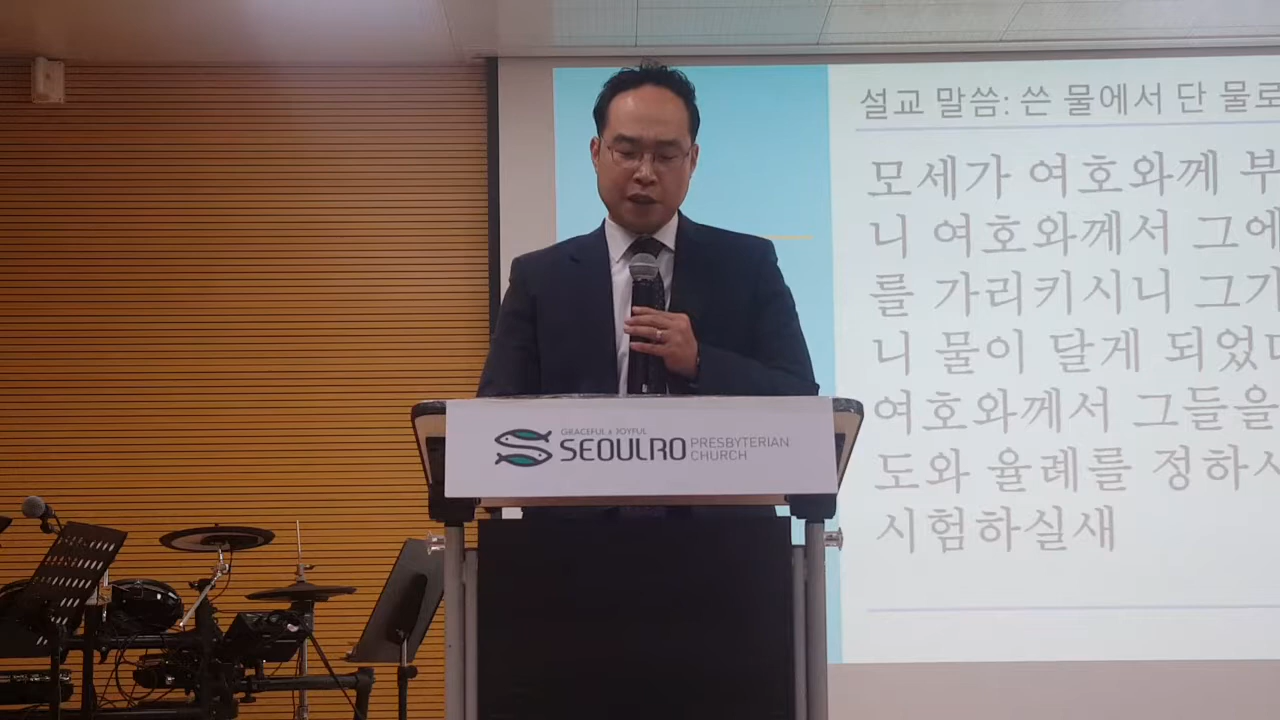 설교 말씀: 쓴 물에서 단 물로
모세가 여호와께 부
니 여호와께서 그에
를 가리키시니 그가
니 물이 달게 되었
여호와께서 그들을
도와 율례를 정하시
시험하실새
GRACEFUL & JOYFUL
SEOULRO PRESBYTERIAN
CHURCH